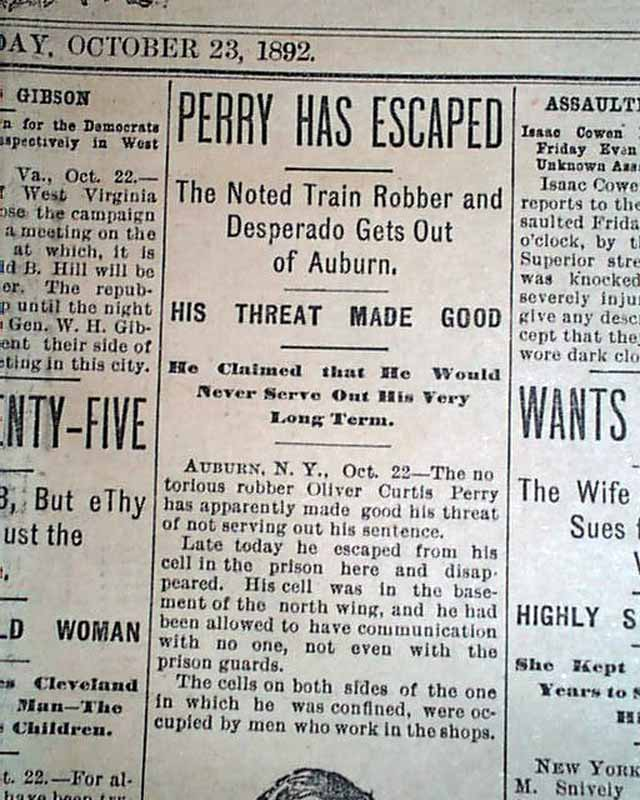 DAY, OCTOBER 23, 1892.
GIBSON
n for the Democrats
spectively in West
Va., Oct. 22.—
West Virginia
ose the campaign
a meeting on the
at which, it is
d B. Hill will be
er. The repub-
p until the night
Gen. W. H. Gib-
ent their side of
eting in this city.
ENTY-FIVE
B, But eThy
ust the
LD WOMAN
es Cleveland
Man—The
Children.
t. 22.—For al-
have been
PERRY HAS ESCAPED
The Noted Train Robber and
Desperado Gets Out
of Auburn.
HIS THREAT MADE GOOD
He Claimed that He Would
Never Serve Out His Very
Long Term.
AUBURN, N. Y., Oct. 22—The no
torious robber Oliver Curtis Perry
has apparently made good his threat
of not serving out his sentence.
Late today he escaped from his
cell in the prison here and disap-
peared. His cell was in the base-
ment of the north wing, and he had
been allowed to have communication
with no one, not even with the
prison guards.
The cells on both sides of the one
in which he was confined, were oc-
cupied by men who work in the shops.
ASSAULT
Isaac Cowen
Friday Even
Unknown Ass
Isaac Cowe
reports to the
saulted Frida
o'clock, by t
Superior stre
was knocked
severely inju
give any desc
cept that the
wore dark clo
WANTS
The Wife
Sues
HIGHLY S
She Kept
Years to
Hi
NEW YORK
M. Snively